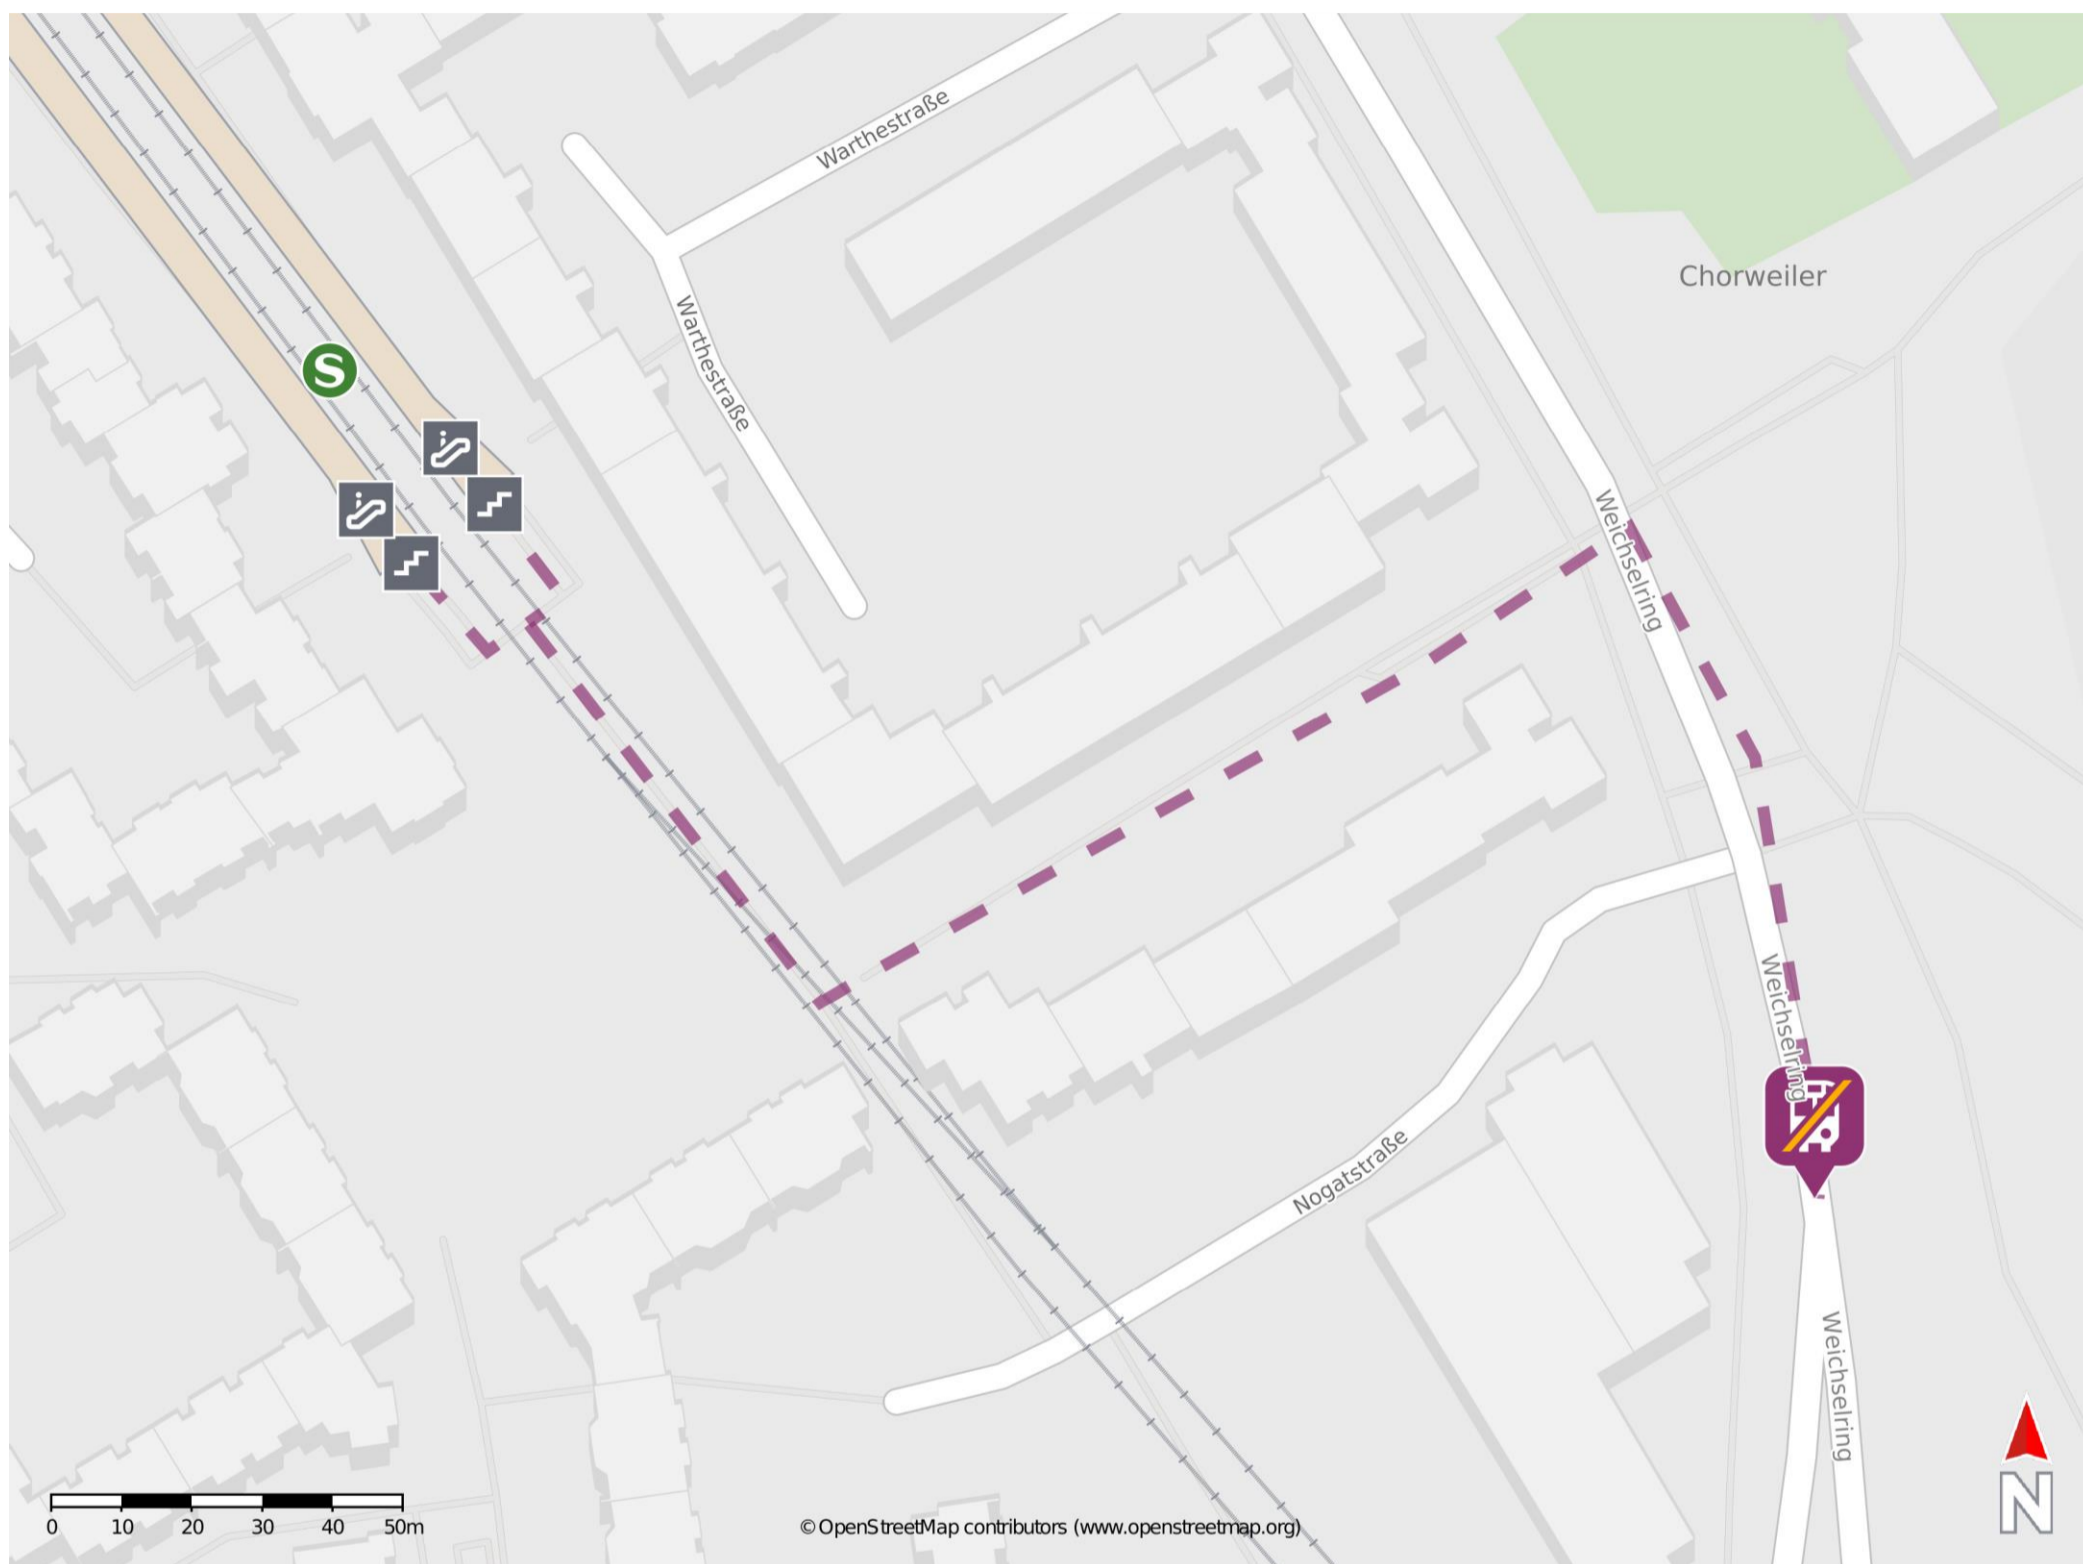 Warthestraße
Chorweiler
Warthestraße
S
Weichselring
Weichselring
Nogatstraße
Weichselring
N
0 10 20 30 40 50m
© OpenStreetMap contributors (www.openstreetmap.org)